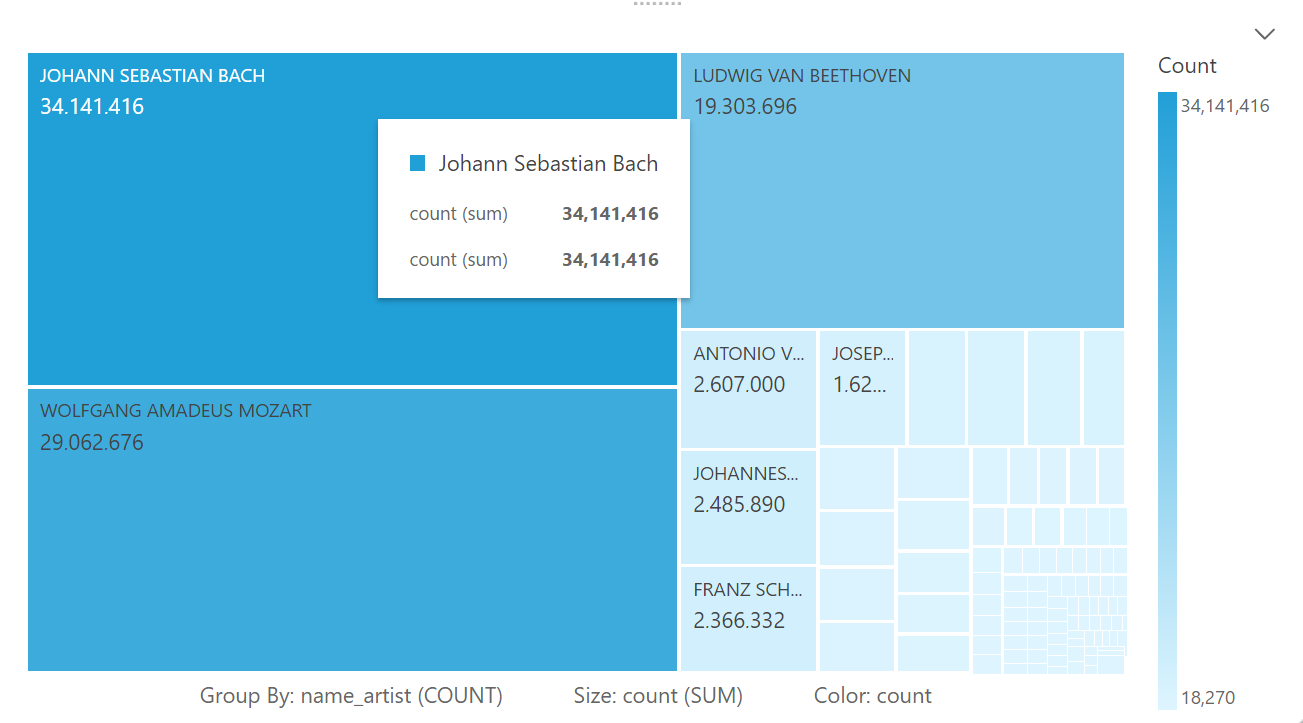 JOHANN SEBASTIAN BACH
34.141.416
LUDWIG VAN BEETHOVEN
19.303.696
Johann Sebastian Bach
count (sum) 34,141,416
count (sum) 34,141,416
WOLFGANG AMADEUS MOZART
29.062.676
ANTONIO V...
2.607.000
JOSEP...
1.62...
JOHANNES...
2.485.890
FRANZ SCH...
2.366.332
Count
34,141,416
18,270
Group By: name_artist (COUNT) Size: count (SUM) Color: count